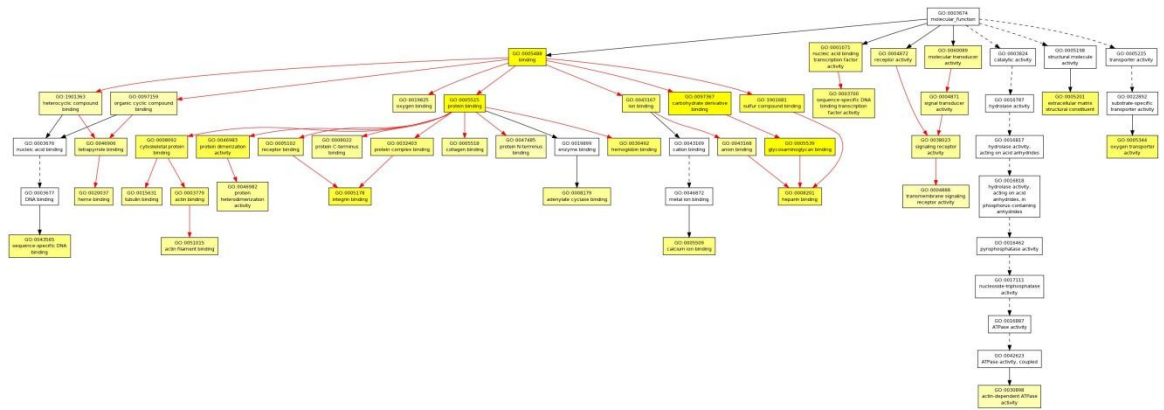 GO:0003674
molecular_function
GO:0005488
binding
GO:0001071
nucleic acid binding
transcription factor
activity
GO:0004872
receptor activity
GO:0060089
molecular transducer
activity
GO:0003824
catalytic activity
GO:0005198
structural molecule
activity
GO:0005215
transporter activity
GO:1901363
heterocyclic compound
binding
GO:0097159
organic cyclic compound
binding
GO:0019825
oxygen binding
GO:0005515
protein binding
GO:0043167
ion binding
GO:0097367
carbohydrate derivative
binding
GO:1901681
sulfur compound binding
GO:0003700
sequence-specific DNA
binding transcription
factor activity
GO:0004871
signal transducer
activity
GO:0016787
hydrolase activity
GO:0005201
extracellular matrix
structural constituent
GO:0022892
substrate-specific
transporter activity
GO:0003676
nucleic acid binding
GO:0046906
tetrapyrrole binding
GO:0008092
cytoskeletal protein
binding
GO:0046983
protein dimerization
activity
GO:0005102
receptor binding
GO:0008022
protein C-terminus
binding
GO:0032403
protein complex binding
GO:0005518
collagen binding
GO:0047485
protein N-terminus
binding
GO:0019899
enzyme binding
GO:0030492
hemoglobin binding
GO:0043169
cation binding
GO:0043168
anion binding
GO:0005539
glycosaminoglycan binding
GO:0038023
signaling receptor
activity
GO:0016817
hydrolase activity,
acting on acid anhydrides
GO:0005344
oxygen transporter
activity
GO:0003677
DNA binding
GO:0020037
heme binding
GO:0015631
tubulin binding
GO:0003779
actin binding
GO:0046982
protein
heterodimerization
activity
GO:0005178
integrin binding
GO:0008179
adenylate cyclase binding
GO:0046872
metal ion binding
GO:0008201
heparin binding
GO:0004888
transmembrane signaling
receptor activity
GO:0016818
hydrolase activity,
acting on acid
anhydrides, in
phosphorus-containing
anhydrides
GO:0043565
sequence-specific DNA
binding
GO:0051015
actin filament binding
GO:0005509
calcium ion binding
GO:0016462
pyrophosphatase activity
GO:0017111
nucleoside-triphosphatase
activity
GO:0016887
ATPase activity
GO:0042623
ATPase activity, coupled
GO:0030898
actin-dependent ATPase
activity